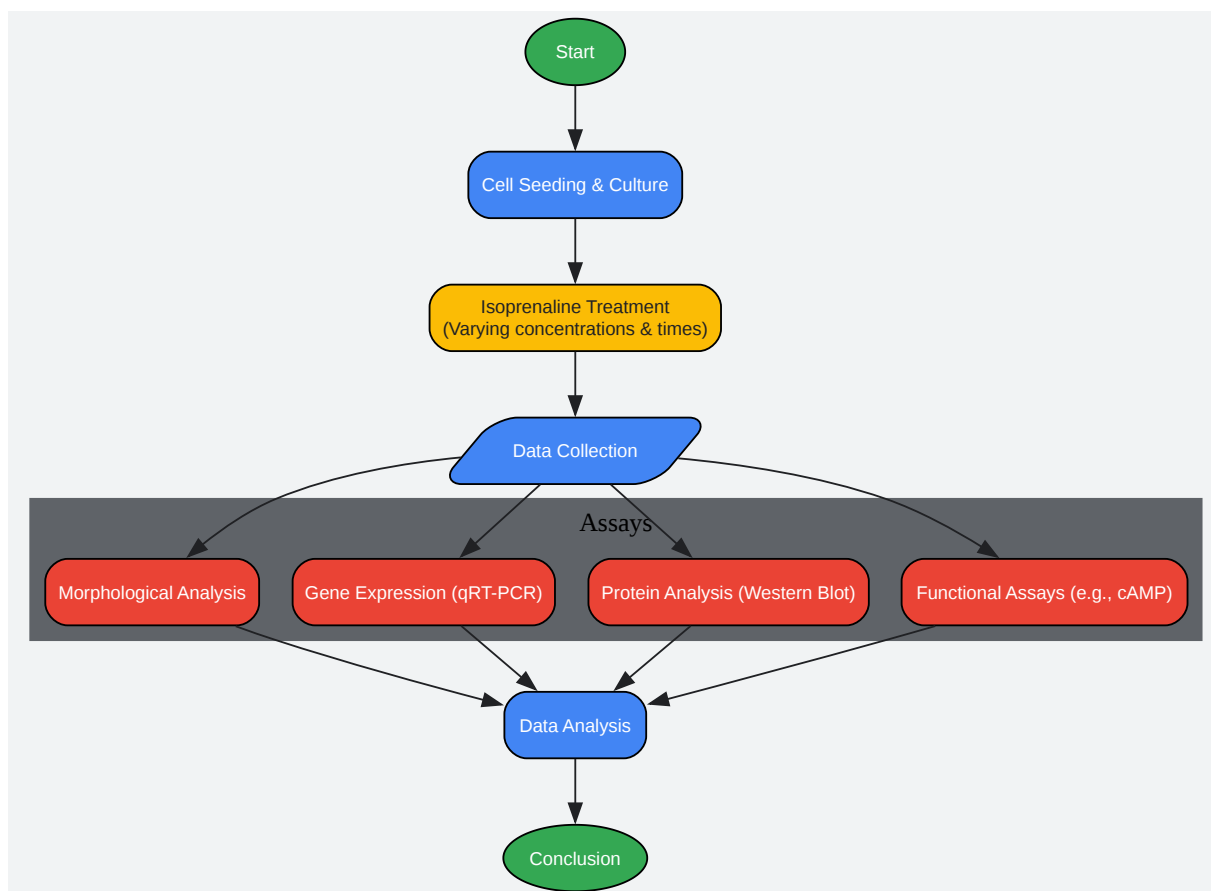 Start
Cell Seeding & Culture
Isoprenaline Treatment
(Varying concentrations & times)
Data Collection
Assays
Morphological Analysis
Gene Expression (qRT-PCR)
Protein Analysis (Western Blot)
Functional Assays (e.g., cAMP)
Data Analysis
Conclusion